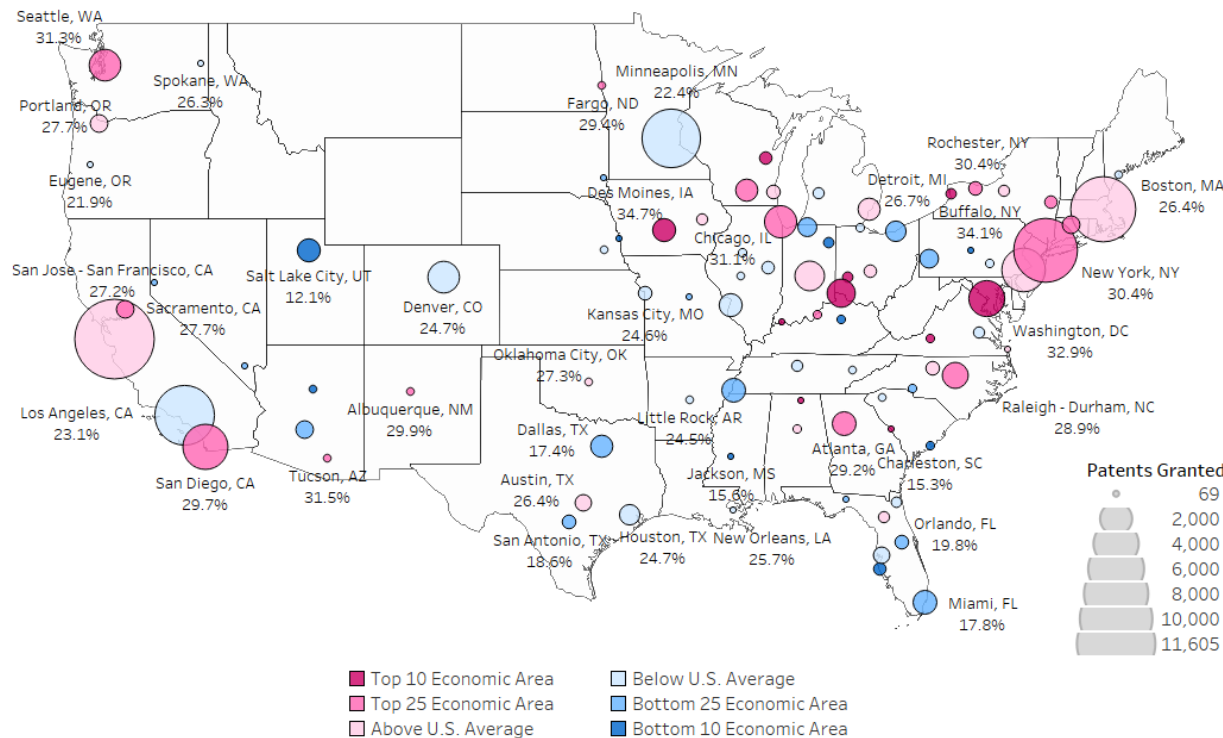 Seattle, WA
31.3%
Spokane, WA
26.3%
Portland, OR
27.7%
Eugene, OR
21.9%
Minneapolis, MN
22.4%
Fargo, ND
29.4%
Rochester, NY
30.4%
Des Moines, IA
34.7%
Detroit, MI
26.7%
Boston, MA
26.4%
Buffalo, NY
34.1%
Chicago, IL
31.1%
San Jose - San Francisco, CA
27.2%
Sacramento, CA
27.7%
Salt Lake City, UT
12.1%
Denver, CO
24.7%
New York, NY
30.4%
Kansas City, MO
24.6%
Washington, DC
32.9%
Oklahoma City, OK
27.3%
Los Angeles, CA
23.1%
Albuquerque, NM
29.9%
Little Rock, AR
24.5%
Raleigh - Durham, NC
28.9%
Dallas, TX
17.4%
Atlanta, GA
29.2%
Charleston, SC
15.3%
San Diego, CA
29.7%
Tucson, AZ
31.5%
Austin, TX
26.4%
Jackson, MS
15.6%
Orlando, FL
19.8%
San Antonio, TX
18.6%
Houston, TX
24.7%
New Orleans, LA
25.7%
Miami, FL
17.8%
Patents Granted
69
2,000
4,000
6,000
8,000
10,000
11,605
Top 10 Economic Area
Top 25 Economic Area
Above U.S. Average
Below U.S. Average
Bottom 25 Economic Area
Bottom 10 Economic Area